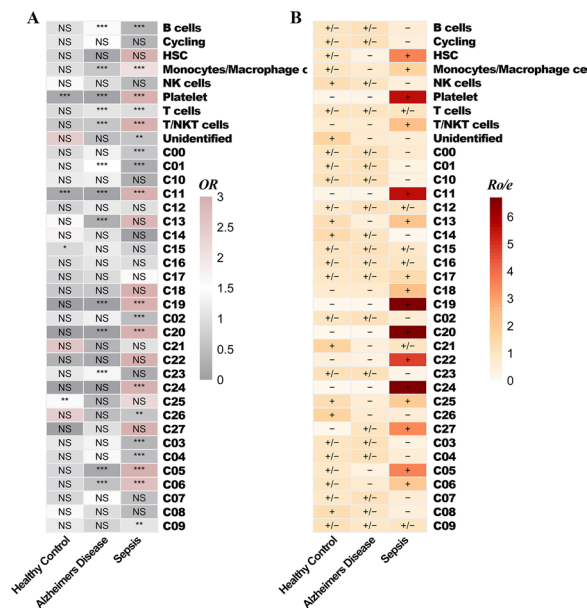 A
NS *** *** B cells
NS NS NS Cycling
NS NS NS HSC
NS *** *** Monocytes/Macrophage c
NS NS NS NK cells
*** *** *** Platelet
NS *** *** T cells
NS *** *** T/NKT cells
NS NS ** Unidentified
NS NS *** C00
NS *** *** C01
NS NS NS C10
*** *** *** C11
NS NS NS C12
NS *** NS C13
NS NS NS C14
* NS NS C15
NS NS NS C16
NS NS NS C17
NS NS NS C18
NS *** *** C19
NS NS *** C02
NS *** *** C20
NS NS NS C21
NS NS NS C22
NS *** NS C23
NS NS *** C24
** NS NS C25
NS NS ** C26
NS NS NS C27
NS NS *** C03
NS NS *** C04
NS *** *** C05
NS *** *** C06
NS NS NS C07
NS NS NS C08
NS NS ** C09
Healthy Control
Alzheimers Disease
Sepsis
OR
3
2.5
2
1.5
1
0.5
0
B
+/− +/− − B cells
+/− +/− − Cycling
+/− − + HSC
+/− +/− + Monocytes/Macrophage ce
+ +/− − NK cells
− − + Platelet
+/− +/− +/− T cells
− − + T/NKT cells
+ − − Unidentified
+/− +/− − C00
+/− +/− − C01
+/− +/− − C10
− − + C11
+/− +/− +/− C12
+ − + C13
+ +/− − C14
+/− +/− +/− C15
+/− +/− +/− C16
+/− +/− + C17
− − + C18
− − + C19
+/− +/− − C02
− − + C20
+ − +/− C21
− − + C22
+/− +/− − C23
− − + C24
+ − + C25
+ − − C26
− +/− + C27
+/− +/− − C03
+/− +/− − C04
+/− − + C05
+/− − + C06
+/− +/− − C07
+ +/− − C08
+/− +/− +/− C09
Healthy Control
Alzheimers Disease
Sepsis
Ro/e
6
4
2
0